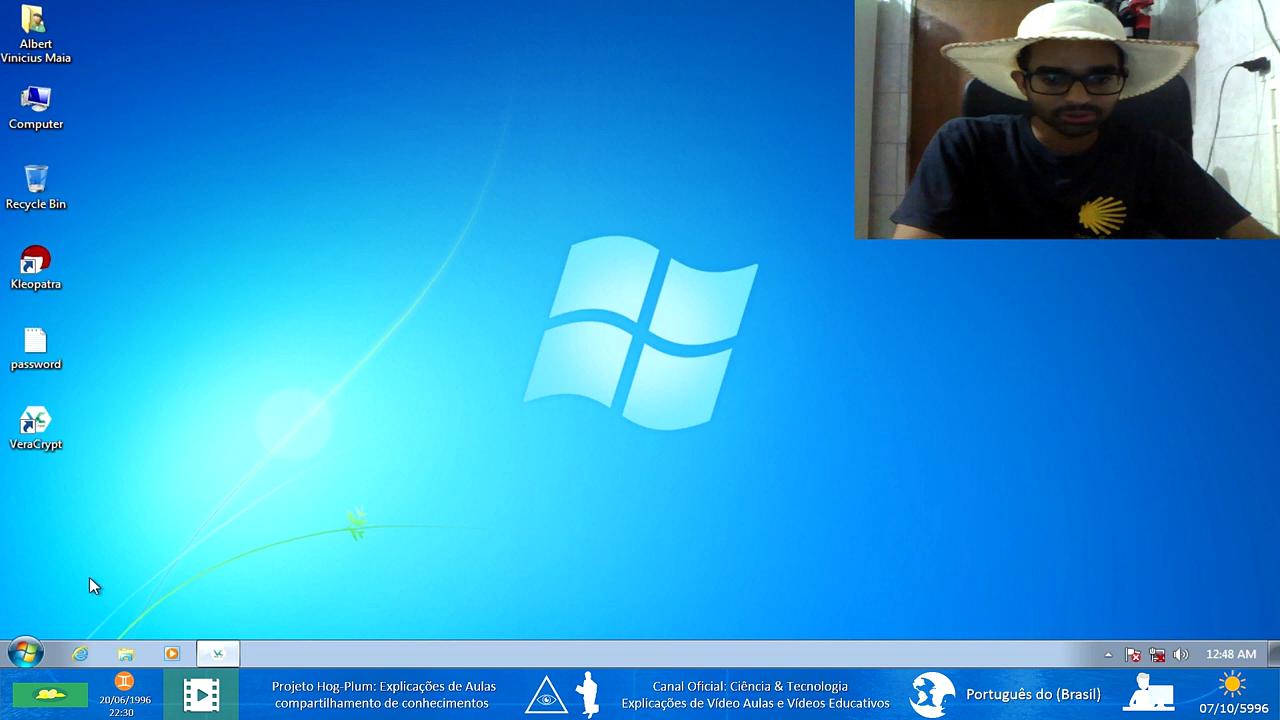 Albert
Vinicius Maia
Computer
Recycle Bin
Kleopatra
password
VeraCrypt
12:48 AM
20/06/1996
22:30
Projeto Hog-Plum: Explicações de Aulas
compartilhamento de conhecimentos
Canal Oficial: Ciência & Tecnologia
Explicações de Vídeo Aulas e Vídeos Educativos
Português do (Brasil)
07/10/5996